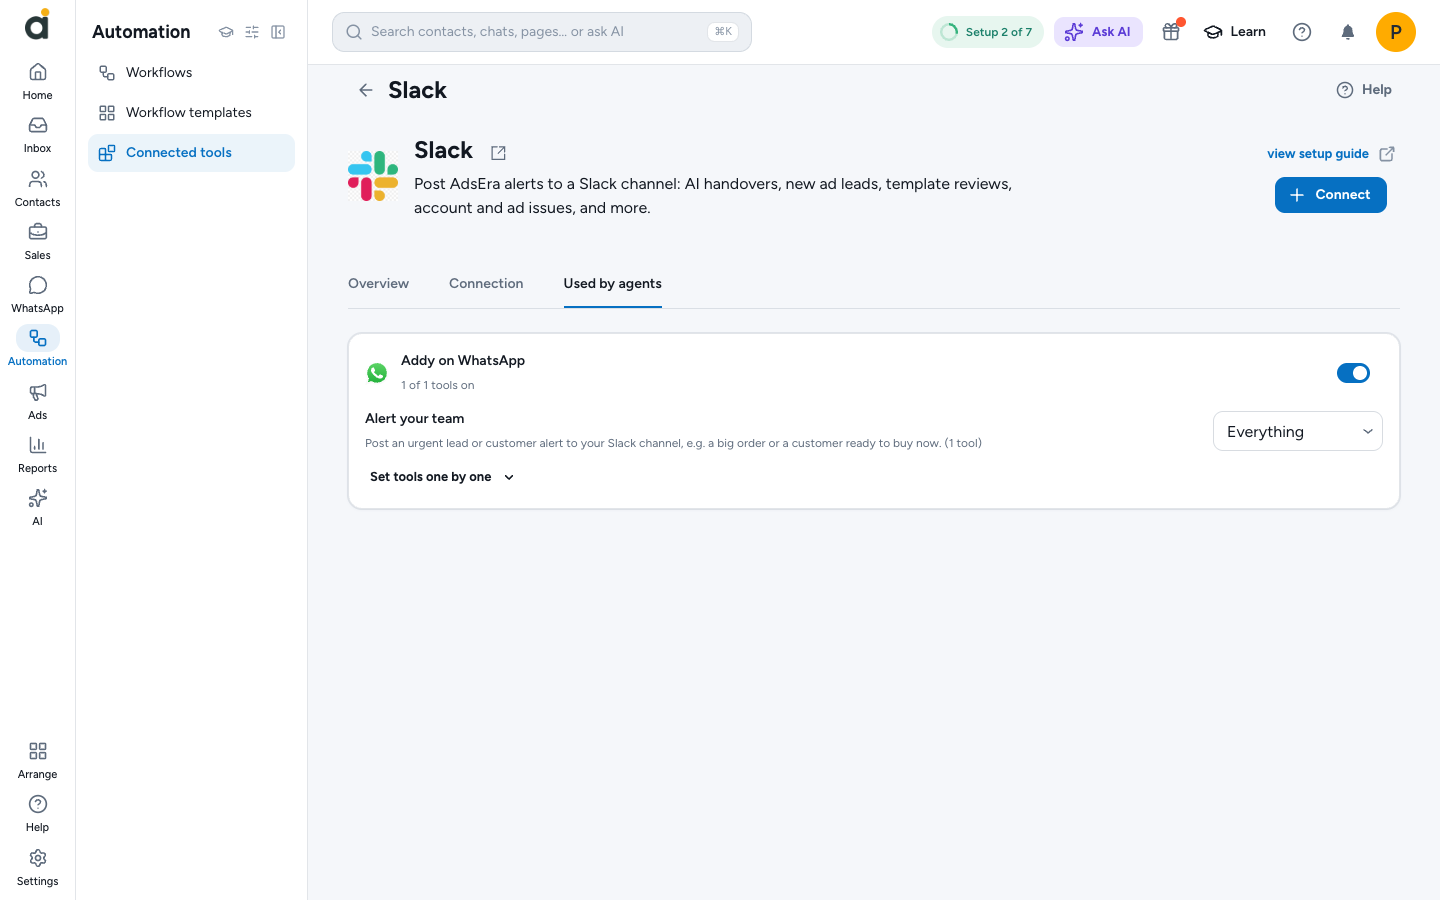 Search contacts, chats, pages... or ask AI
⌘K
Setup 2 of 7
Ask AI
Learn
P
Home
Inbox
Contacts
Sales
WhatsApp
Automation
Ads
Reports
AI
Arrange
Help
Settings
Automation
Workflows
Workflow templates
Connected tools
Slack
Help
Slack
Post AdsEra alerts to a Slack channel: AI handovers, new ad leads, template reviews,
account and ad issues, and more.
view setup guide
Connect
Overview
Connection
Used by agents
Addy on WhatsApp
1 of 1 tools on
Alert your team
Post an urgent lead or customer alert to your Slack channel, e.g. a big order or a customer ready to buy now. (1 tool)
Everything
Set tools one by one